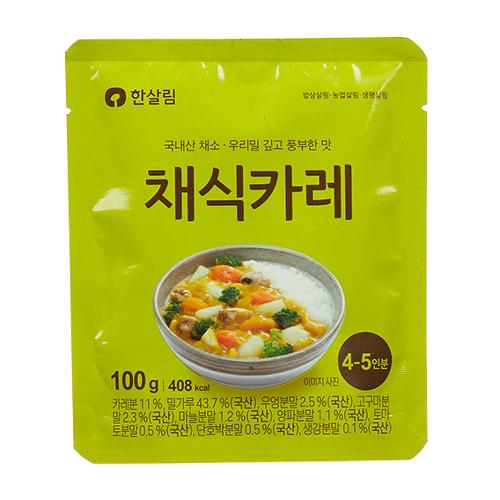 한살림
밥상살림·농업살림·생명살림
국내산 채소·우리밀 깊고 풍부한 맛
채식카레
4-5인분
100g | 408 kcal
이미지 사진
카레분 11%, 밀가루 43.7%(국산), 우엉분말 2.5%(국산), 고구마분
말 2.3%(국산), 마늘분말 1.2%(국산), 양파분말 1.1%(국산), 토마
토분말 0.5%(국산), 단호박분말 0.5%(국산), 생강분말 0.1%(국산)